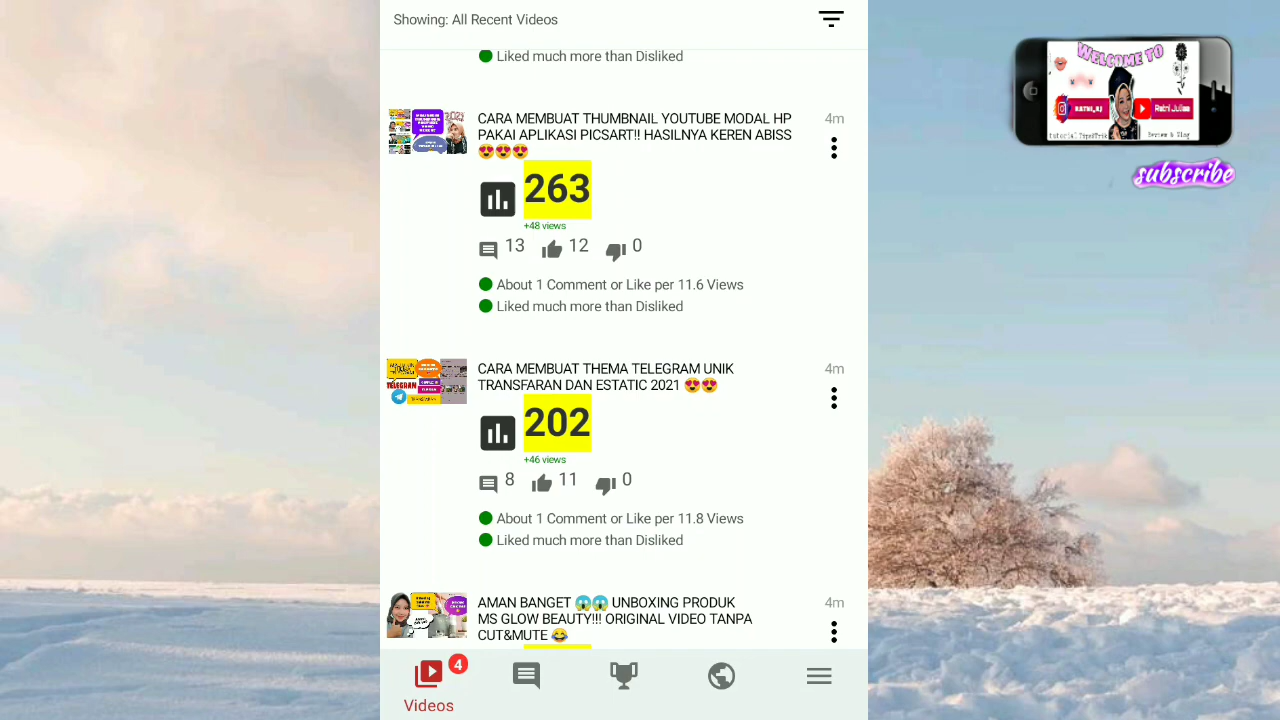 Showing: All Recent Videos
Liked much more than Disliked
CARA MEMBUAT THUMBNAIL YOUTUBE MODAL HP
PAKAI APLIKASI PICSART!! HASILNYA KEREN ABISS
😍😍😍
4m
263
+48 views
13 12 0
About 1 Comment or Like per 11.6 Views
Liked much more than Disliked
CARA MEMBUAT THEMA TELEGRAM UNIK
TRANSFARAN DAN ESTATIC 2021 😍😍
4m
202
+46 views
8 11 0
About 1 Comment or Like per 11.8 Views
Liked much more than Disliked
AMAN BANGET 😱😱 UNBOXING PRODUK
MS GLOW BEAUTY!!! ORIGINAL VIDEO TANPA
CUT&MUTE 😂
4m
4
Videos
WELCOME TO
Ratni Juliaa
subscribe
TELEGRAM